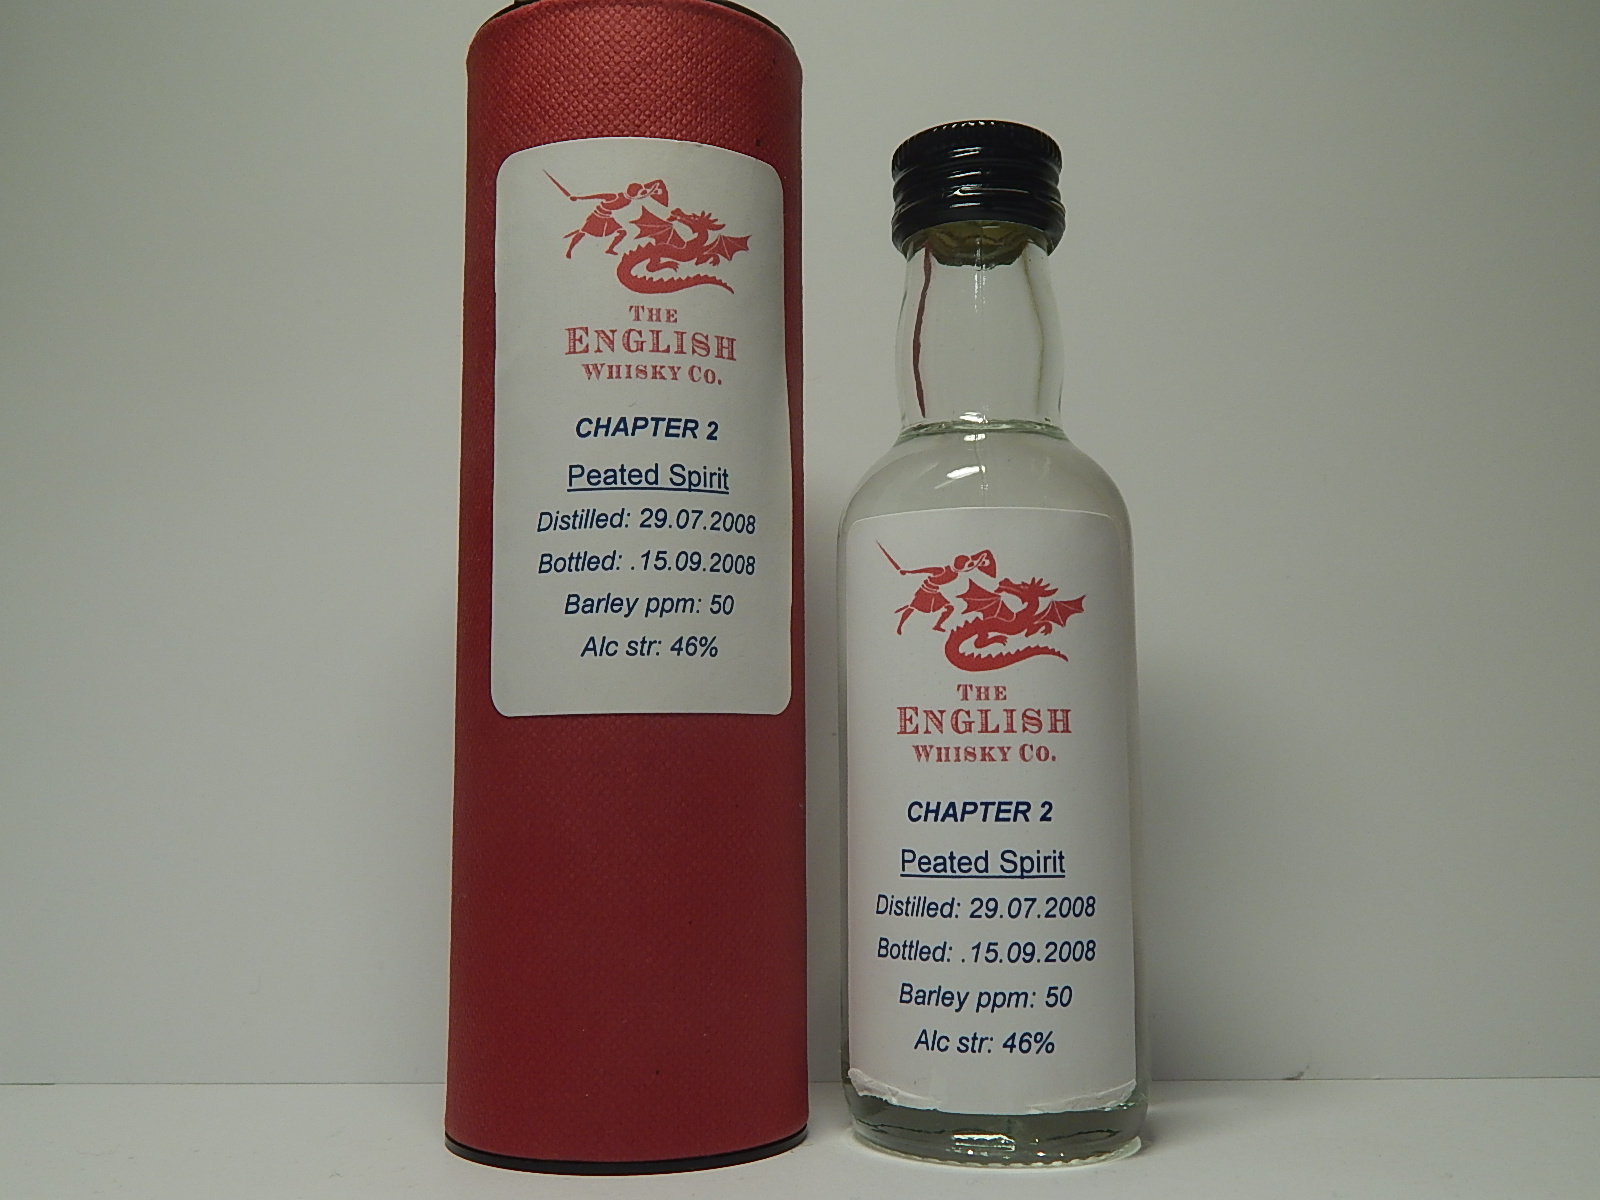 THE
ENGLISH
WHISKY CO.
CHAPTER 2
Peated Spirit
Distilled: 29.07.2008
Bottled: .15.09.2008
Barley ppm: 50
Alc str: 46%
THE
ENGLISH
WHISKY CO.
CHAPTER 2
Peated Spirit
Distilled: 29.07.2008
Bottled: .15.09.2008
Barley ppm: 50
Alc str: 46%